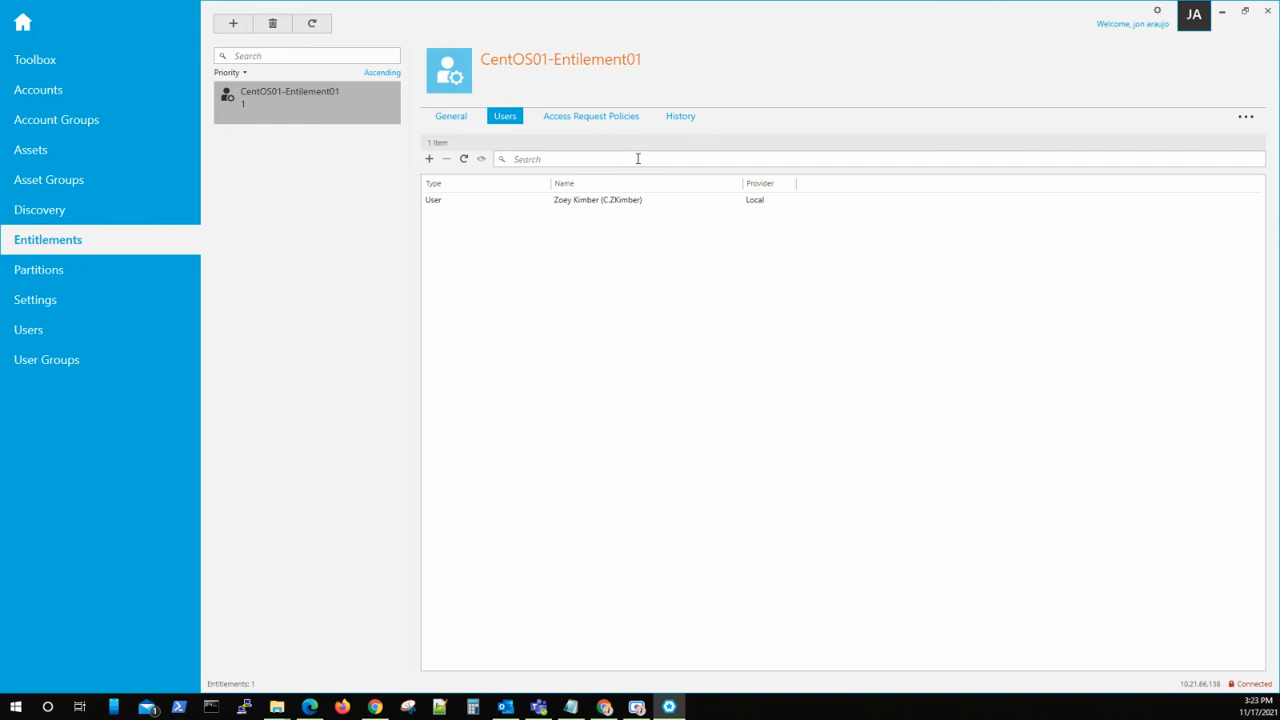 JA
Welcome, jon araujo
Toolbox
Accounts
Account Groups
Assets
Asset Groups
Discovery
Entitlements
Partitions
Settings
Users
User Groups
Search
Priority
Ascending
CentOS01-Entilement01
1
CentOS01-Entilement01
General
Users
Access Request Policies
History
1 Item
Search
Type Name Provider
User Zoey Kimber (C.ZKimber) Local
Entitlements: 1
10.21.66.138 Connected
3:23 PM
11/17/2021